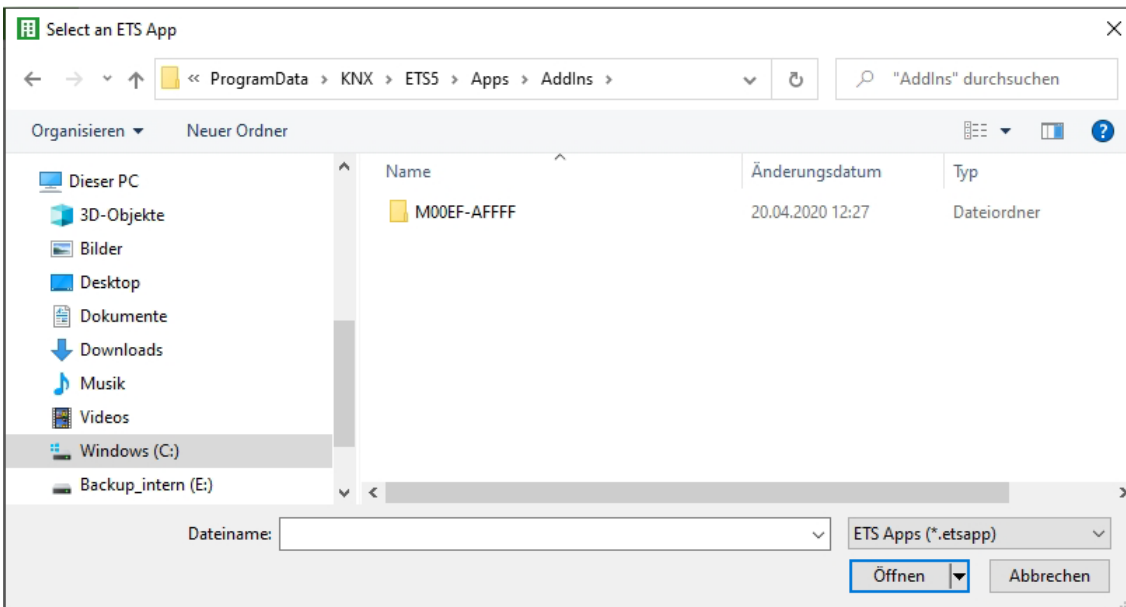 Select an ETS App
« ProgramData > KNX > ETS5 > Apps > AddIns >
"AddIns" durchsuchen
Organisieren
Neuer Ordner
Name
Änderungsdatum
Typ
Dieser PC
M00EF-AFFFF
20.04.2020 12:27
Dateiordner
3D-Objekte
Bilder
Desktop
Dokumente
Downloads
Musik
Videos
Windows (C:)
Backup_intern (E:)
Dateiname:
ETS Apps (*.etsapp)
Öffnen
Abbrechen